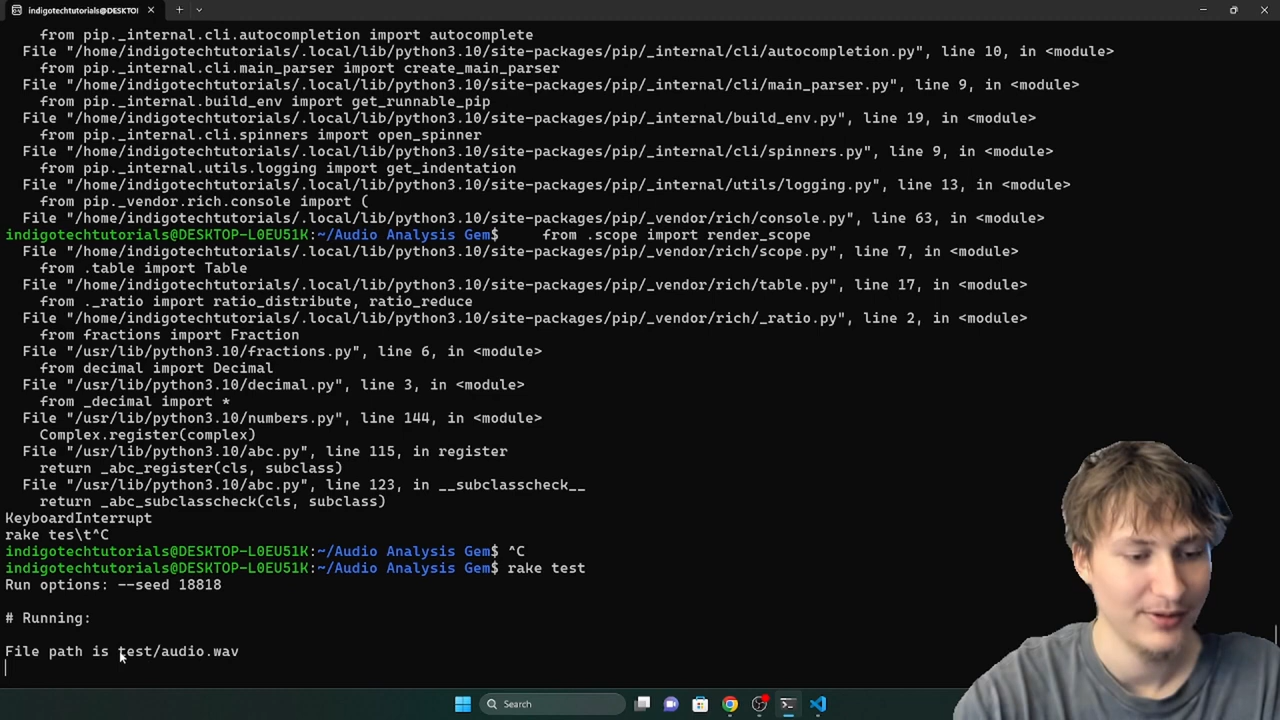 indigotechtutorials@DESKTO!
from pip._internal.cli.autocompletion import autocomplete
File "/home/indigotechtutorials/.local/lib/python3.10/site-packages/pip/_internal/cli/autocompletion.py", line 10, in <module>
from pip._internal.cli.main_parser import create_main_parser
File "/home/indigotechtutorials/.local/lib/python3.10/site-packages/pip/_internal/cli/main_parser.py", line 9, in <module>
from pip._internal.build_env import get_runnable_pip
File "/home/indigotechtutorials/.local/lib/python3.10/site-packages/pip/_internal/build_env.py", line 19, in <module>
from pip._internal.cli.spinners import open_spinner
File "/home/indigotechtutorials/.local/lib/python3.10/site-packages/pip/_internal/cli/spinners.py", line 9, in <module>
from pip._internal.utils.logging import get_indentation
File "/home/indigotechtutorials/.local/lib/python3.10/site-packages/pip/_internal/utils/logging.py", line 13, in <module>
from pip._vendor.rich.console import (
File "/home/indigotechtutorials/.local/lib/python3.10/site-packages/pip/_vendor/rich/console.py", line 63, in <module>
indigotechtutorials@DESKTOP-L0EU51K:~/Audio Analysis Gem$ from .scope import render_scope
File "/home/indigotechtutorials/.local/lib/python3.10/site-packages/pip/_vendor/rich/scope.py", line 7, in <module>
from .table import Table
File "/home/indigotechtutorials/.local/lib/python3.10/site-packages/pip/_vendor/rich/table.py", line 17, in <module>
from ._ratio import ratio_distribute, ratio_reduce
File "/home/indigotechtutorials/.local/lib/python3.10/site-packages/pip/_vendor/rich/_ratio.py", line 2, in <module>
from fractions import Fraction
File "/usr/lib/python3.10/fractions.py", line 6, in <module>
from decimal import Decimal
File "/usr/lib/python3.10/decimal.py", line 3, in <module>
from _decimal import *
File "/usr/lib/python3.10/numbers.py", line 144, in <module>
Complex.register(complex)
File "/usr/lib/python3.10/abc.py", line 115, in register
return _abc_register(cls, subclass)
File "/usr/lib/python3.10/abc.py", line 123, in __subclasscheck__
return _abc_subclasscheck(cls, subclass)
KeyboardInterrupt
rake tes\t^C
indigotechtutorials@DESKTOP-L0EU51K:~/Audio Analysis Gem$ ^C
indigotechtutorials@DESKTOP-L0EU51K:~/Audio Analysis Gem$ rake test
Run options: --seed 18818
# Running:
File path is test/audio.wav
Search